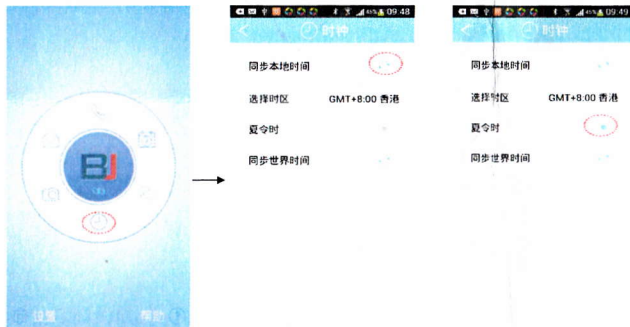 BJ
设置 帮助
45% 09:48
时钟
同步本地时间
选择时区 GMT+8:00 香港
夏令时
同步世界时间
45% 09:49
时钟
同步本地时间
选择时区 GMT+8:00 香港
夏令时
同步世界时间